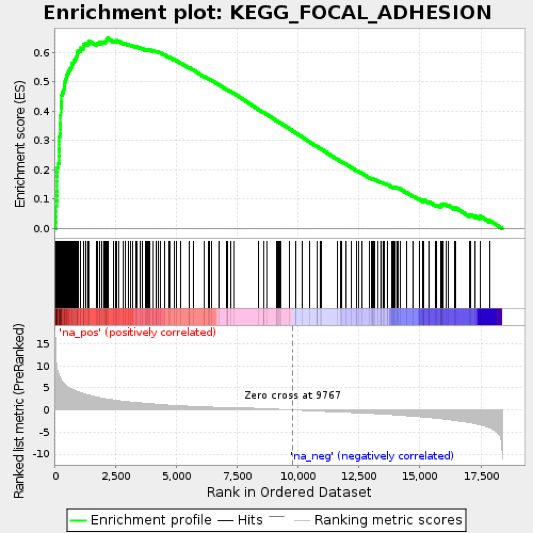 Enrichment plot: KEGG_FOCAL_ADHESION
Enrichment score (ES)
0.6
0.5
0.4
0.3
0.2
0.1
0.0
'na_pos' (positively correlated)
Ranked list metric (PreRanked)
15
10
5
0
-5
-10
Zero cross at 9767
'na_neg' (negatively correlated)
0 2,500 5,000 7,500 10,000 12,500 15,000 17,500
Rank in Ordered Dataset
Enrichment profile Hits Ranking metric scores